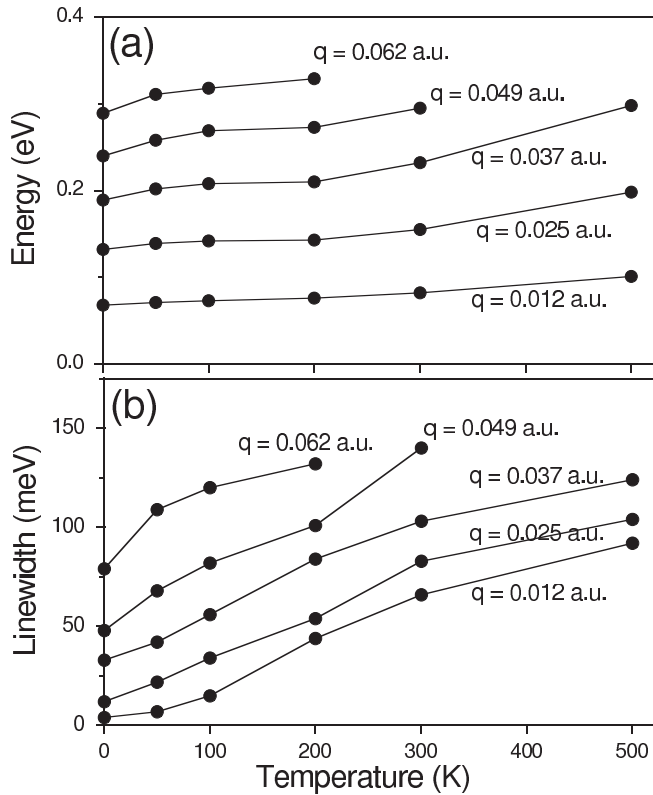 0.4
(a)
q = 0.062 a.u.
q = 0.049 a.u.
q = 0.037 a.u.
0.2
q = 0.025 a.u.
q = 0.012 a.u.
0.0
Energy (eV)
(b)
150
q = 0.062 a.u.
q = 0.049 a.u.
q = 0.037 a.u.
100
q = 0.025 a.u.
q = 0.012 a.u.
50
0
Linewidth (meV)
0 100 200 300 400 500
Temperature (K)